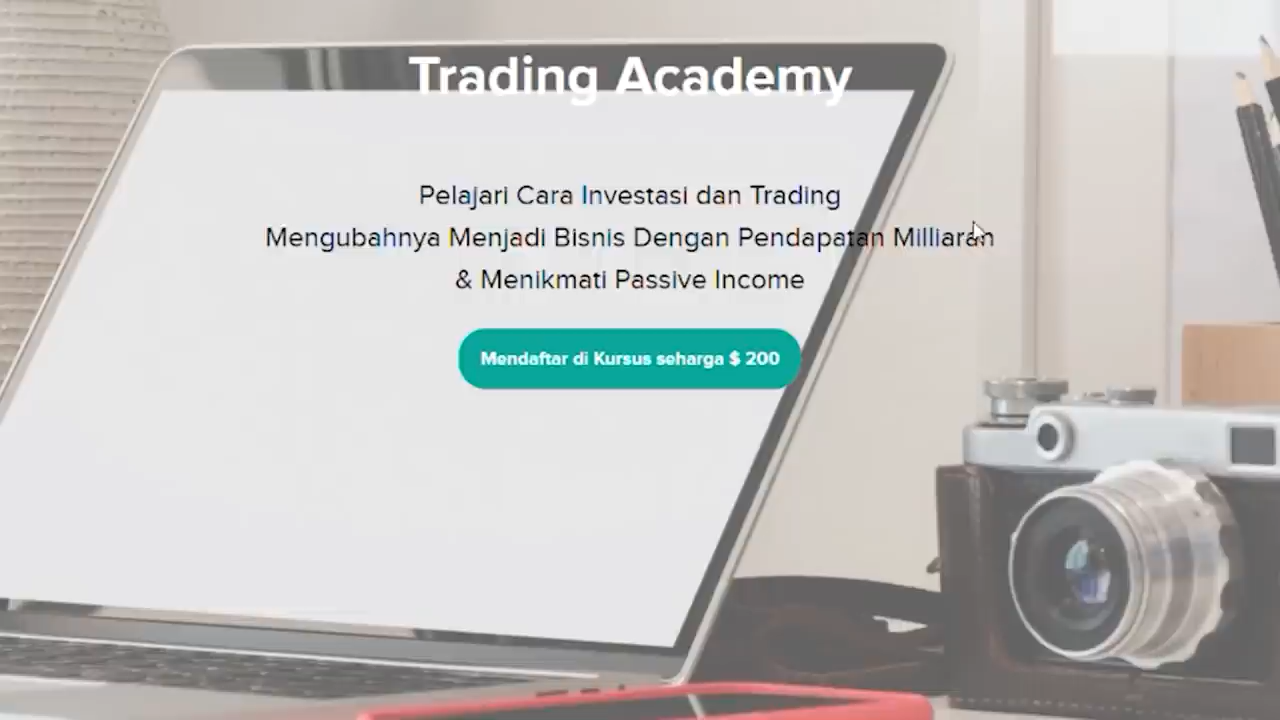 Trading Academy
Pelajari Cara Investasi dan Trading
Mengubahnya Menjadi Bisnis Dengan Pendapatan Milliaran
& Menikmati Passive Income
Mendaftar di Kursus seharga $ 200